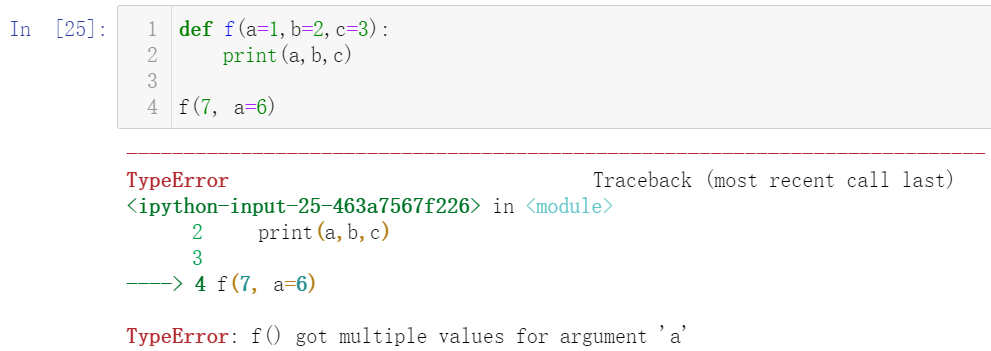 In [25]:
1 def f(a=1,b=2,c=3):
2     print(a,b,c)
3
4 f(7, a=6)
---------------------------------------------------------------------------
TypeError                                 Traceback (most recent call last)
<ipython-input-25-463a7567f226> in <module>
      2     print(a,b,c)
      3
----> 4 f(7, a=6)

TypeError: f() got multiple values for argument 'a'